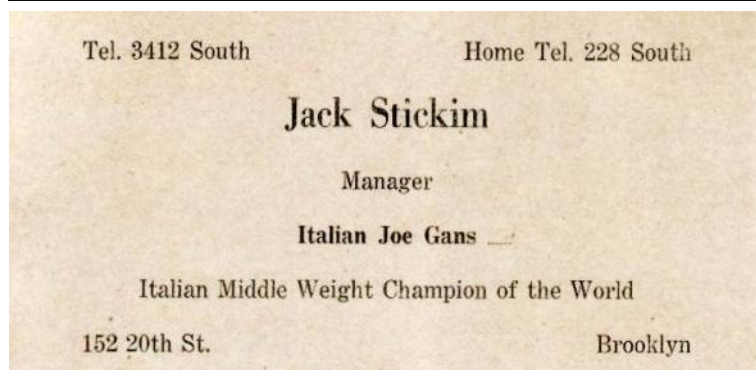 Tel. 3412 South Home Tel. 228 South
Jack Stickim
Manager
Italian Joe Gans
Italian Middle Weight Champion of the World
152 20th St. Brooklyn